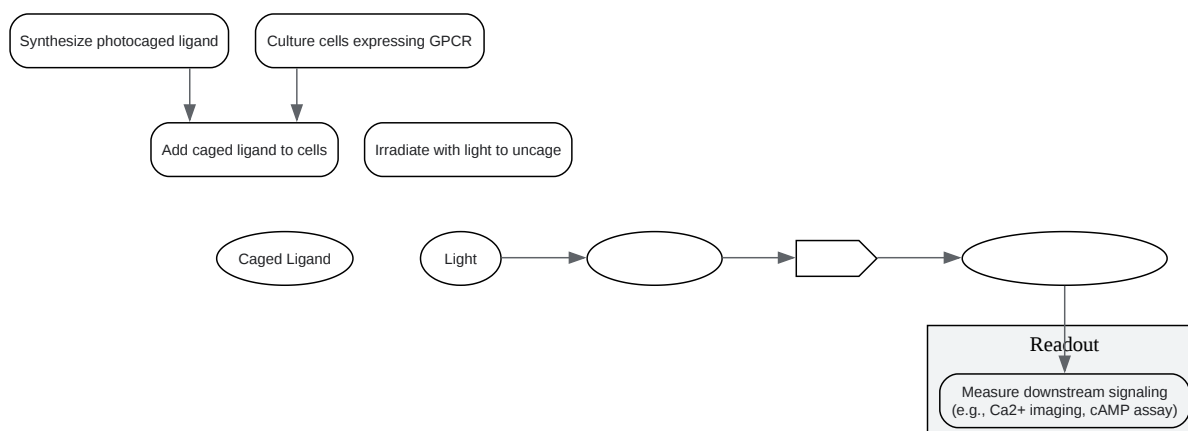 Synthesize photocaged ligand
Culture cells expressing GPCR
Add caged ligand to cells
Irradiate with light to uncage
Caged Ligand
Light
Readout
Measure downstream signaling
(e.g., Ca2+ imaging, cAMP assay)